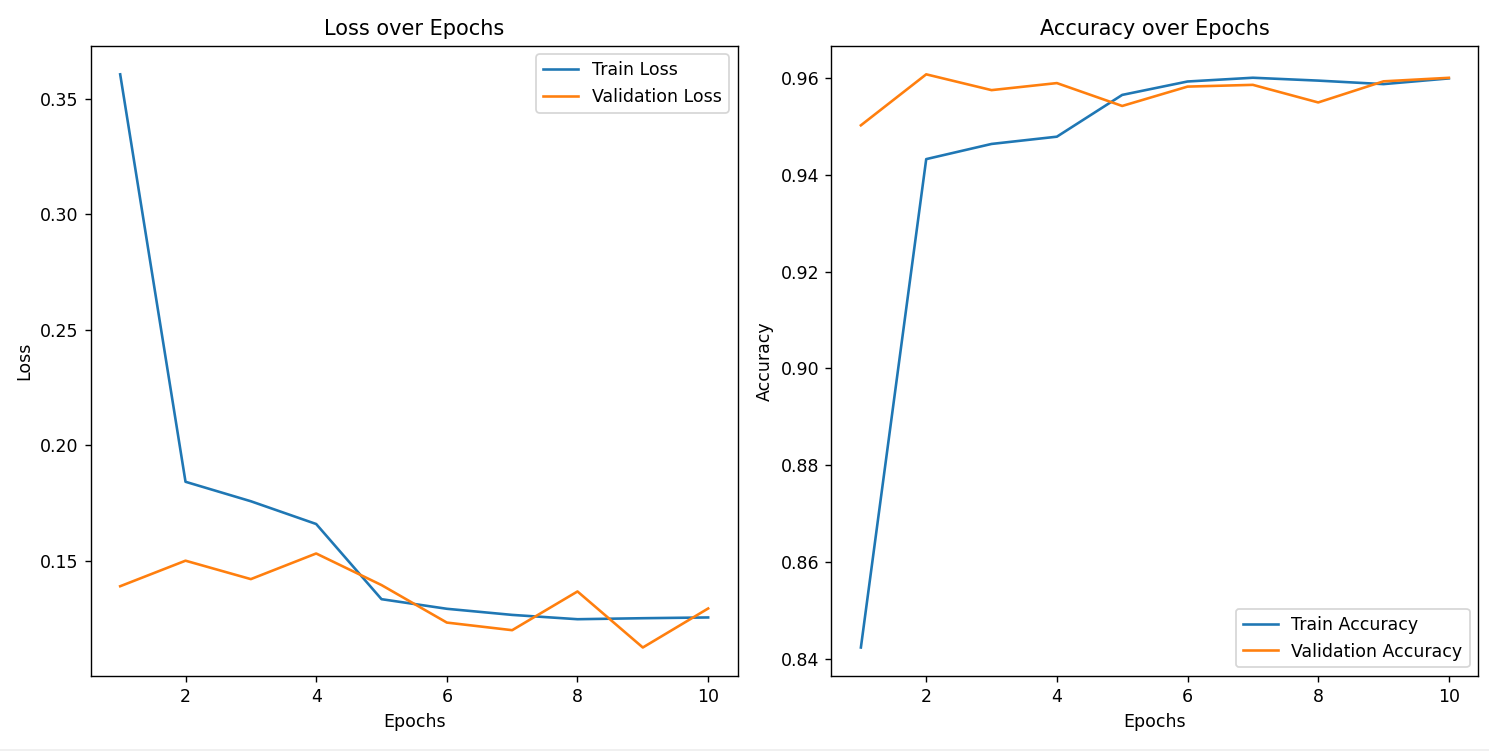 Loss over Epochs
Train Loss
Validation Loss
0.35
0.30
0.25
0.20
0.15
Loss
2 4 6 8 10
Epochs
Accuracy over Epochs
0.96
0.94
0.92
0.90
0.88
0.86
0.84
Accuracy
Train Accuracy
Validation Accuracy
2 4 6 8 10
Epochs